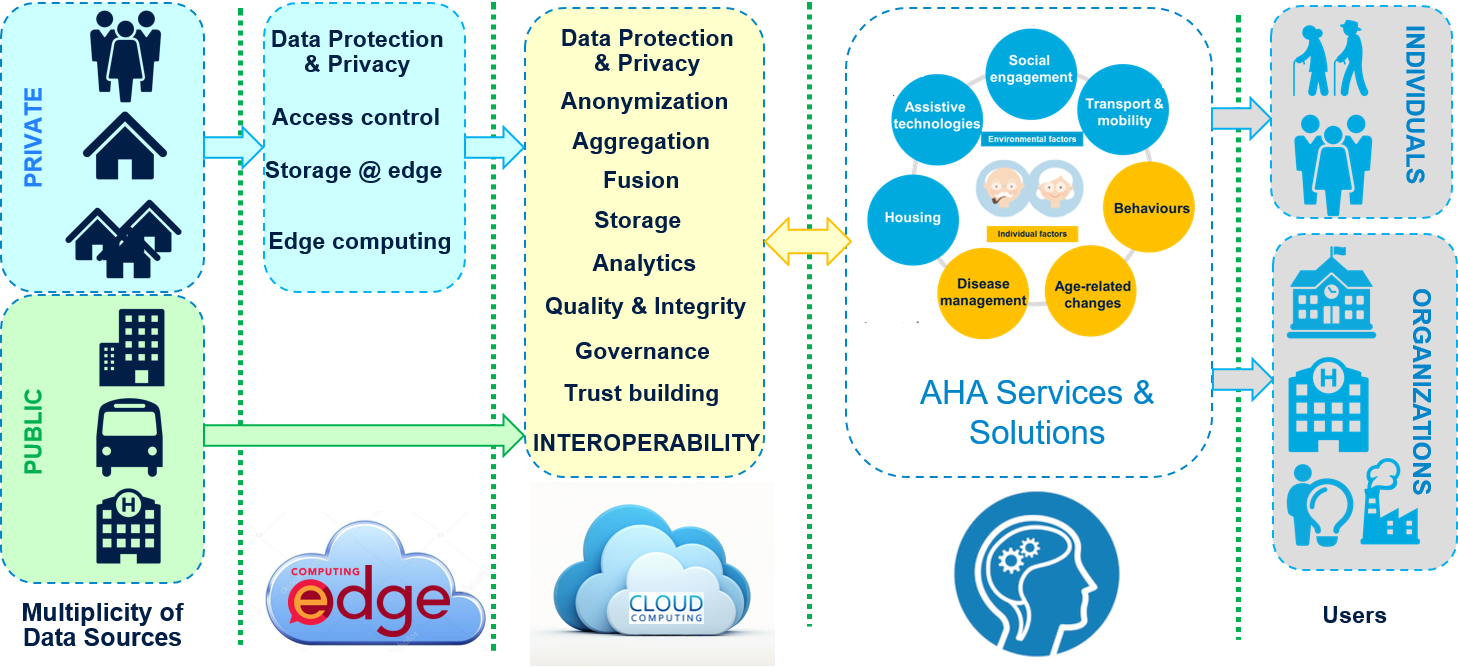 PRIVATE
PUBLIC
Multiplicity of
Data Sources
Data Protection
& Privacy
Access control
Storage @ edge
Edge computing
COMPUTING
edge
Data Protection
& Privacy
Anonymization
Aggregation
Fusion
Storage
Analytics
Quality & Integrity
Governance
Trust building
INTEROPERABILITY
CLOUD
COMPUTING
Social
engagement
Assistive
technologies
Transport &
mobility
Environmental factors
Housing
Behaviours
Individual factors
Disease
management
Age-related
changes
AHA Services &
Solutions
INDIVIDUALS
ORGANIZATIONS
H
H
Users